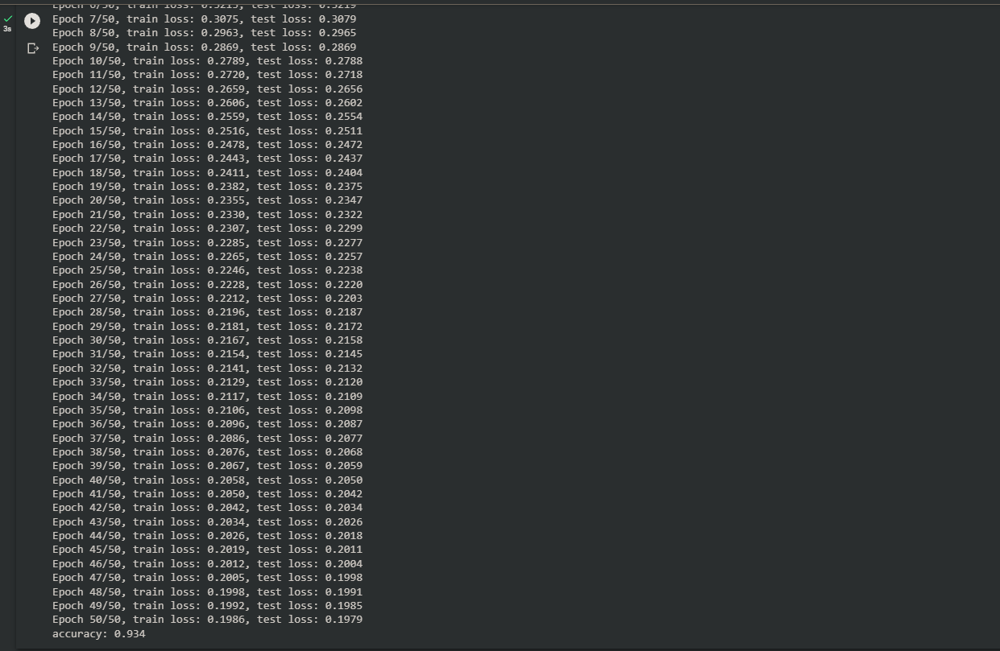 Epoch 6/50, train loss: 0.3213, test loss: 0.3219
3s
Epoch 7/50, train loss: 0.3075, test loss: 0.3079
Epoch 8/50, train loss: 0.2963, test loss: 0.2965
Epoch 9/50, train loss: 0.2869, test loss: 0.2869
Epoch 10/50, train loss: 0.2789, test loss: 0.2788
Epoch 11/50, train loss: 0.2720, test loss: 0.2718
Epoch 12/50, train loss: 0.2659, test loss: 0.2656
Epoch 13/50, train loss: 0.2606, test loss: 0.2602
Epoch 14/50, train loss: 0.2559, test loss: 0.2554
Epoch 15/50, train loss: 0.2516, test loss: 0.2511
Epoch 16/50, train loss: 0.2478, test loss: 0.2472
Epoch 17/50, train loss: 0.2443, test loss: 0.2437
Epoch 18/50, train loss: 0.2411, test loss: 0.2404
Epoch 19/50, train loss: 0.2382, test loss: 0.2375
Epoch 20/50, train loss: 0.2355, test loss: 0.2347
Epoch 21/50, train loss: 0.2330, test loss: 0.2322
Epoch 22/50, train loss: 0.2307, test loss: 0.2299
Epoch 23/50, train loss: 0.2285, test loss: 0.2277
Epoch 24/50, train loss: 0.2265, test loss: 0.2257
Epoch 25/50, train loss: 0.2246, test loss: 0.2238
Epoch 26/50, train loss: 0.2228, test loss: 0.2220
Epoch 27/50, train loss: 0.2212, test loss: 0.2203
Epoch 28/50, train loss: 0.2196, test loss: 0.2187
Epoch 29/50, train loss: 0.2181, test loss: 0.2172
Epoch 30/50, train loss: 0.2167, test loss: 0.2158
Epoch 31/50, train loss: 0.2154, test loss: 0.2145
Epoch 32/50, train loss: 0.2141, test loss: 0.2132
Epoch 33/50, train loss: 0.2129, test loss: 0.2120
Epoch 34/50, train loss: 0.2117, test loss: 0.2109
Epoch 35/50, train loss: 0.2106, test loss: 0.2098
Epoch 36/50, train loss: 0.2096, test loss: 0.2087
Epoch 37/50, train loss: 0.2086, test loss: 0.2077
Epoch 38/50, train loss: 0.2076, test loss: 0.2068
Epoch 39/50, train loss: 0.2067, test loss: 0.2059
Epoch 40/50, train loss: 0.2058, test loss: 0.2050
Epoch 41/50, train loss: 0.2050, test loss: 0.2042
Epoch 42/50, train loss: 0.2042, test loss: 0.2034
Epoch 43/50, train loss: 0.2034, test loss: 0.2026
Epoch 44/50, train loss: 0.2026, test loss: 0.2018
Epoch 45/50, train loss: 0.2019, test loss: 0.2011
Epoch 46/50, train loss: 0.2012, test loss: 0.2004
Epoch 47/50, train loss: 0.2005, test loss: 0.1998
Epoch 48/50, train loss: 0.1998, test loss: 0.1991
Epoch 49/50, train loss: 0.1992, test loss: 0.1985
Epoch 50/50, train loss: 0.1986, test loss: 0.1979
accuracy: 0.934